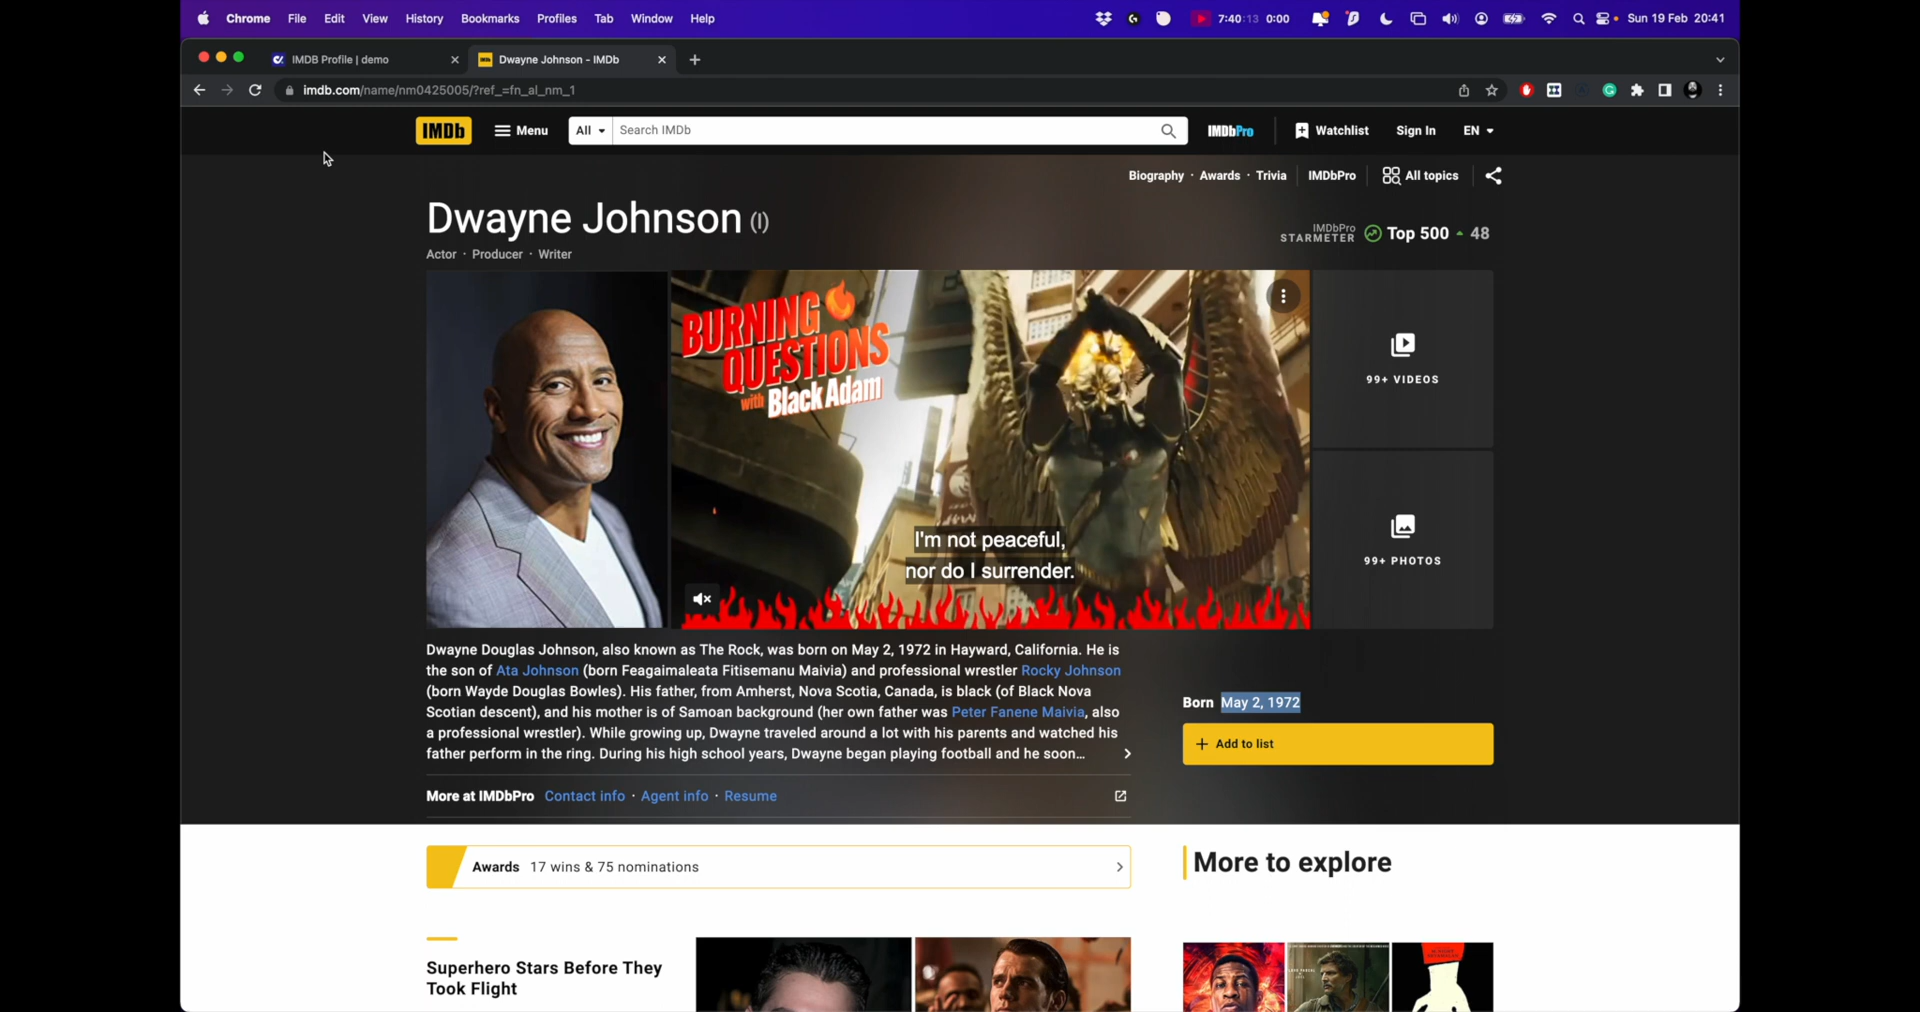 Chrome File Edit View History Bookmarks Profiles Tab Window Help 7:40:13 0:00 Sun 19 Feb 20:41
IMDB Profile | demo Dwayne Johnson - IMDb
imdb.com/name/nm0425005/?ref_=fn_al_nm_1
IMDb Menu All Search IMDb IMDbPro Watchlist Sign In EN
Biography · Awards · Trivia IMDbPro All topics
Dwayne Johnson (I)
Actor · Producer · Writer
IMDbPro
STARMETER
Top 500 48
BURNING
QUESTIONS
with Black Adam
I'm not peaceful,
nor do I surrender.
99+ VIDEOS
99+ PHOTOS
Dwayne Douglas Johnson, also known as The Rock, was born on May 2, 1972 in Hayward, California. He is
the son of Ata Johnson (born Feagaimaleata Fitisemanu Maivia) and professional wrestler Rocky Johnson
(born Wayde Douglas Bowles). His father, from Amherst, Nova Scotia, Canada, is black (of Black Nova
Scotian descent), and his mother is of Samoan background (her own father was Peter Fanene Maivia, also
a professional wrestler). While growing up, Dwayne traveled around a lot with his parents and watched his
father perform in the ring. During his high school years, Dwayne began playing football and he soon...
Born May 2, 1972
+ Add to list
More at IMDbPro Contact info · Agent info · Resume
Awards 17 wins & 75 nominations
More to explore
Superhero Stars Before They
Took Flight